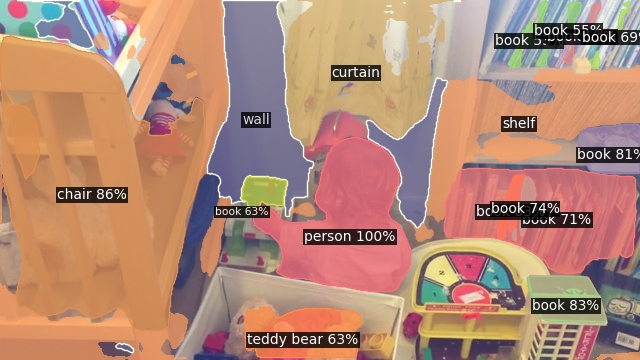 book 55%
book 69%
book 5
curtain
wall
shelf
book 81%
chair 86%
book 63%
book 74%
book 71%
person 100%
book 83%
teddy bear 63%